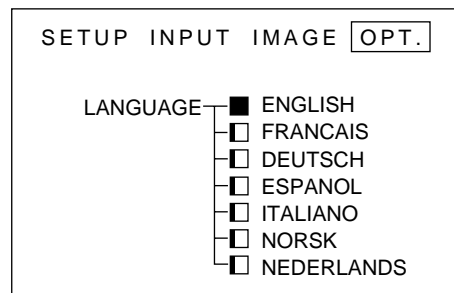 SETUP INPUT IMAGE OPT.
LANGUAGE ENGLISH
FRANCAIS
DEUTSCH
ESPANOL
ITALIANO
NORSK
NEDERLANDS